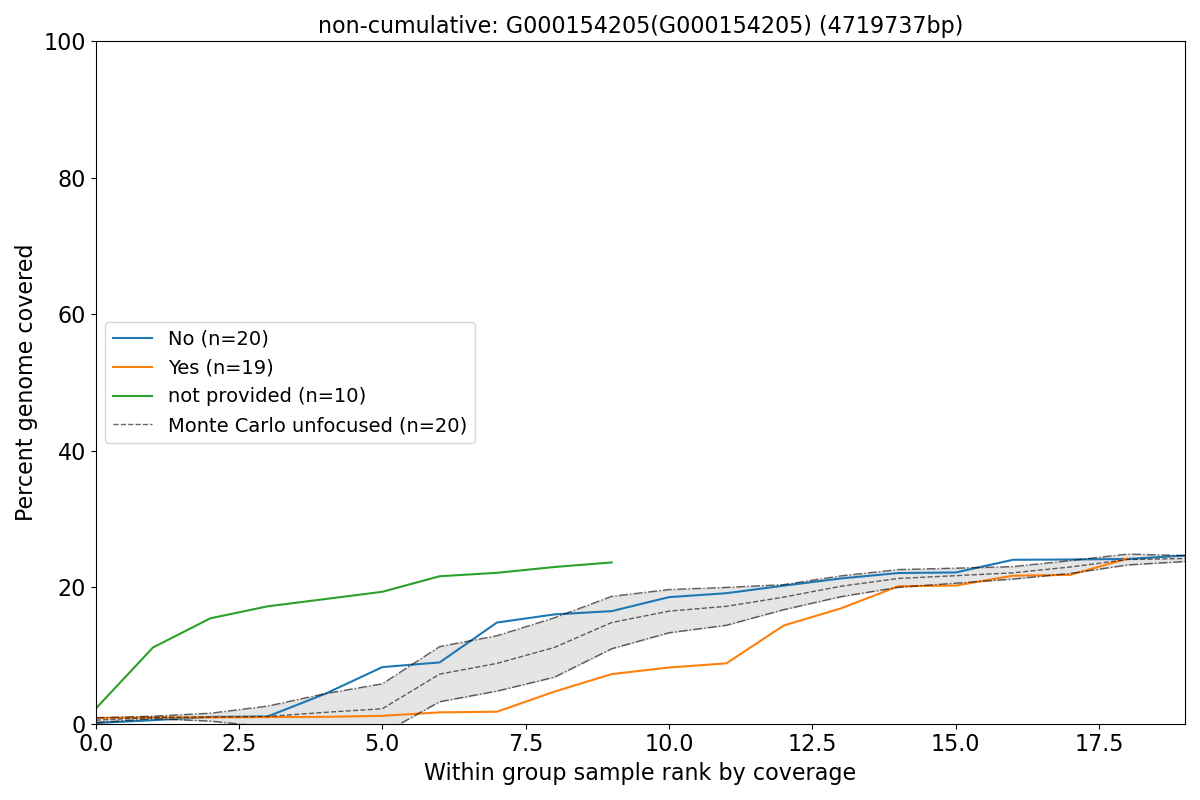 non-cumulative: G000154205(G000154205) (4719737bp)
100
80
60
40
20
0
Percent genome covered
No (n=20)
Yes (n=19)
not provided (n=10)
Monte Carlo unfocused (n=20)
0.0 2.5 5.0 7.5 10.0 12.5 15.0 17.5
Within group sample rank by coverage